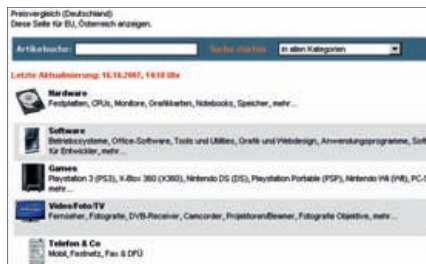 Preisvergleich (Deutschland)
Diese Seite für EU, Österreich anzeigen.
Artikelsuche: Suche starten in allen Kategorien
Letzte Aktualisierung: 16.10.2007, 14:10 Uhr
Hardware
Festplatten, CPUs, Monitore, Grafikkarten, Notebooks, Speicher, mehr...
Software
Betriebssysteme, Office-Software, Tools und Utilities, Grafik und Webdesign, Anwendungsprogramme, Soft
für Entwickler, mehr...
Games
Playstation 3 (PS3), X-Box 360 (X360), Nintendo DS (DS), Playstation Portable (PSP), Nintendo Wii (Wii), PC-S
mehr...
Video/Foto/TV
Fernseher, Fotografie, DVB-Receiver, Camcorder, Projektoren/Beamer, Fotografie Objektive, mehr...
Telefon & Co
Mobil, Festnetz, Fax & DFÜ